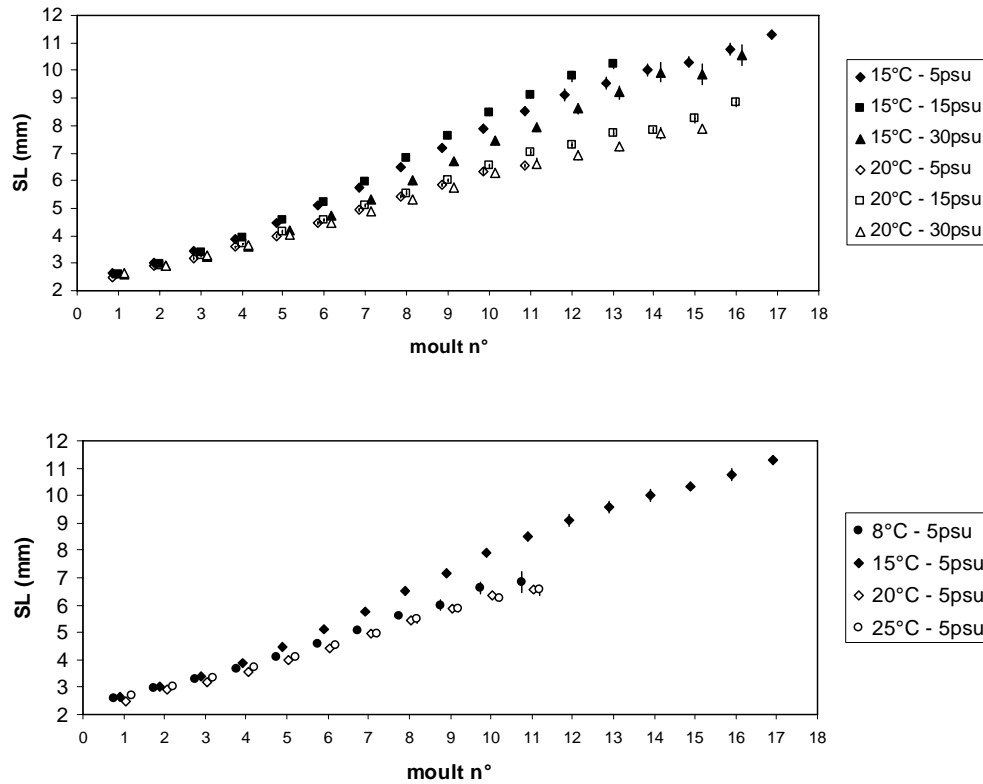 12
11
10
9
8
7
6
5
4
3
2
SL (mm)
0 1 2 3 4 5 6 7 8 9 10 11 12 13 14 15 16 17 18
moult n°
15°C - 5psu
15°C - 15psu
15°C - 30psu
20°C - 5psu
20°C - 15psu
20°C - 30psu
12
11
10
9
8
7
6
5
4
3
2
SL (mm)
0 1 2 3 4 5 6 7 8 9 10 11 12 13 14 15 16 17 18
moult n°
8°C - 5psu
15°C - 5psu
20°C - 5psu
25°C - 5psu